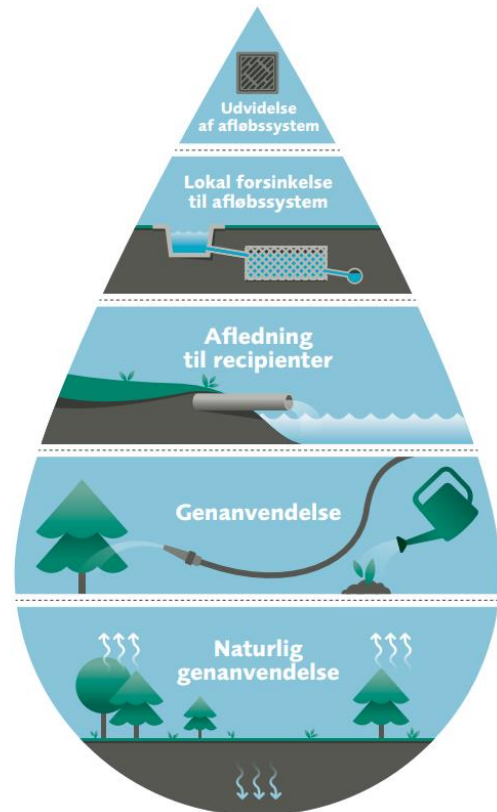 Udvidelse
af afløbssystem
Lokal forsinkelse
til afløbssystem
Afledning
til recipienter
Genanvendelse
Naturlig
genanvendelse